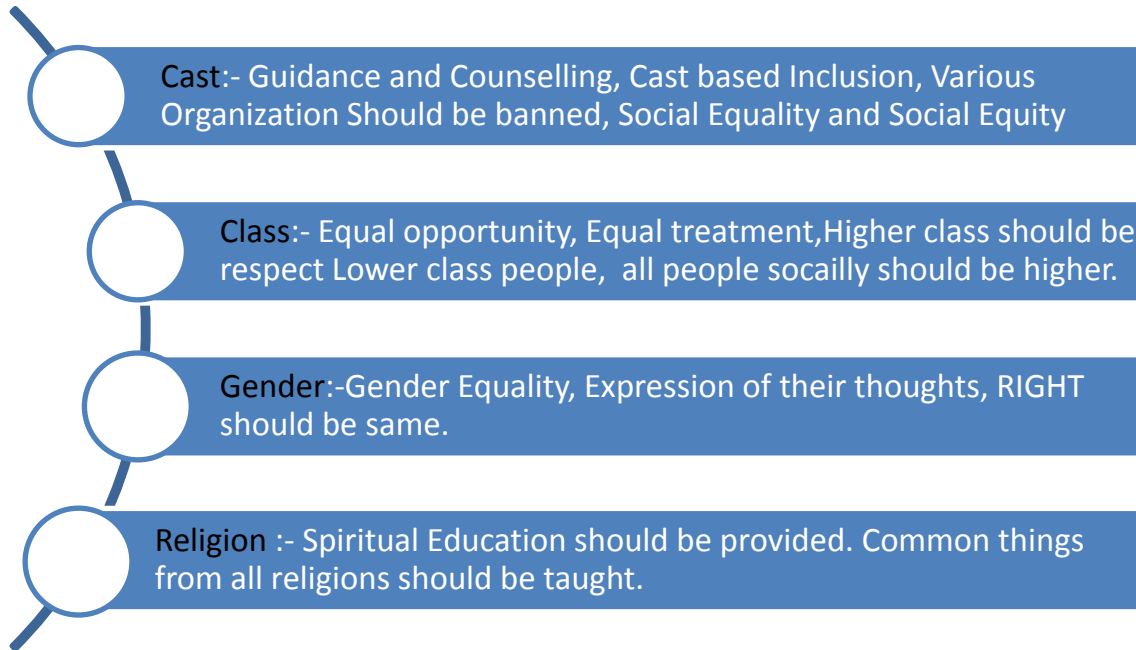 Cast:- Guidance and Counselling, Cast based Inclusion, Various
Organization Should be banned, Social Equality and Social Equity
Class:- Equal opportunity, Equal treatment,Higher class should be
respect Lower class people,  all people socailly should be higher.
Gender:-Gender Equality, Expression of their thoughts, RIGHT
should be same.
Religion :- Spiritual Education should be provided. Common things
from all religions should be taught.